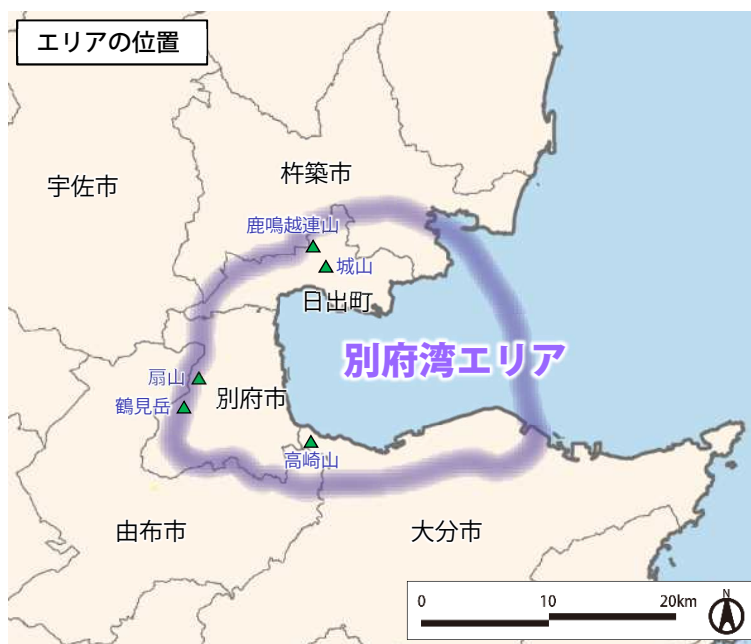 エリアの位置
宇佐市
杵築市
鹿鳴越連山
城山
日出町
別府湾エリア
扇山
別府市
鶴見岳
高崎山
由布市
大分市
0 10 20km
N